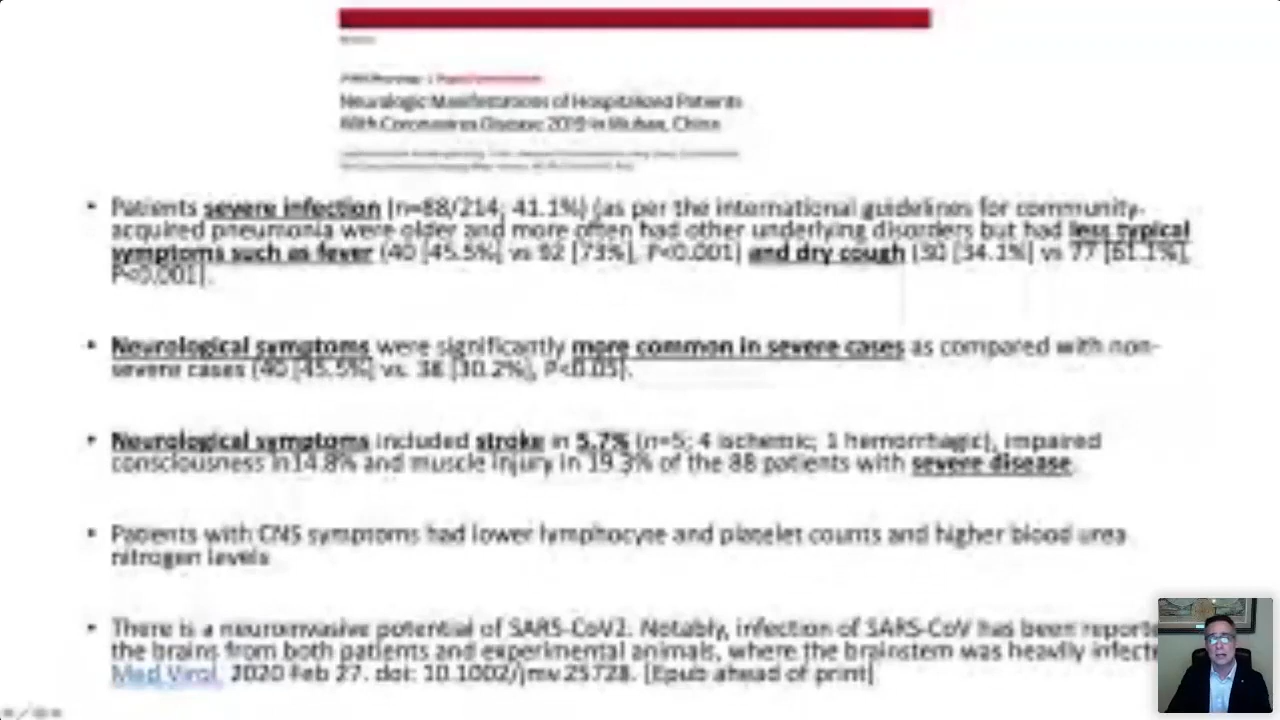 Neurologic Manifestations of Hospitalized Patients
With Coronavirus Disease 2019 in Wuhan, China
• Patients severe infection (n=88/214; 41.1%) (as per the international guidelines for community-
acquired pneumonia were older and more often had other underlying disorders but had less typical
symptoms such as fever (40 [45.5%] vs 92 [73%], P<0.001) and dry cough (30 [34.1%] vs 77 [61.1%],
P<0.001).
• Neurological symptoms were significantly more common in severe cases as compared with non-
severe cases (40 [45.5%] vs. 38 [30.2%], P<0.05).
• Neurological symptoms included stroke in 5.7% (n=5; 4 ischemic; 1 hemorrhagic), impaired
consciousness in14.8% and muscle injury in 19.3% of the 88 patients with severe disease.
• Patients with CNS symptoms had lower lymphocyte and platelet counts and higher blood urea
nitrogen levels
• There is a neuroinvasive potential of SARS-CoV2. Notably, infection of SARS-CoV has been reporte
the brains from both patients and experimental animals, where the brainstem was heavily infecte
Med Virol. 2020 Feb 27. doi: 10.1002/jmv.25728. [Epub ahead of print]